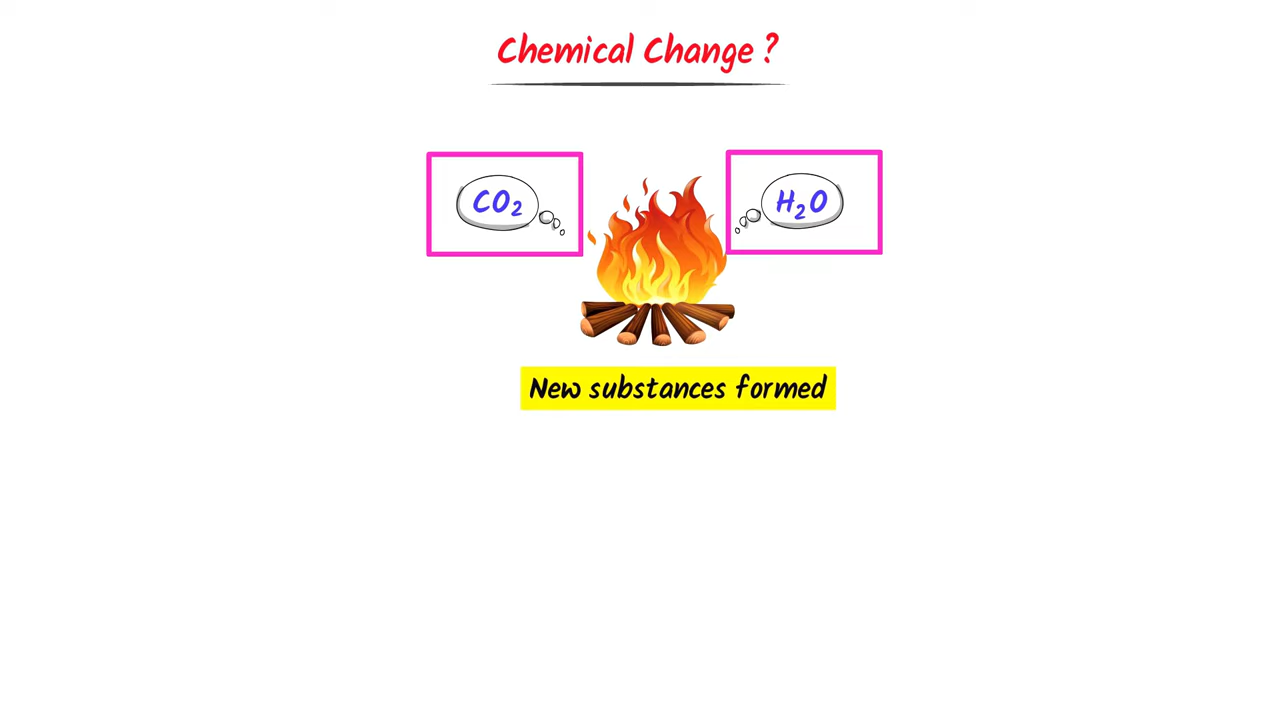 Chemical Change ?
CO₂
H₂O
New substances formed